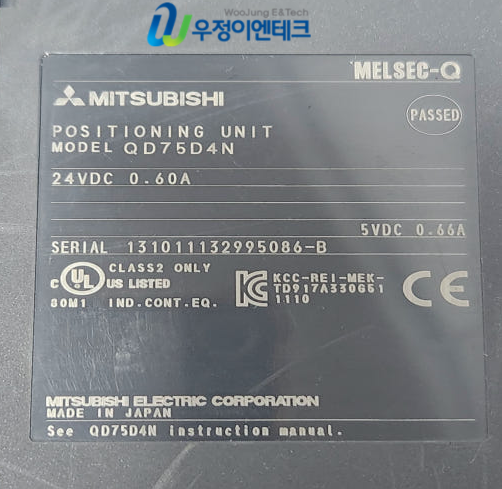 WooJung E&Tech
우정이엔테크
MELSEC-Q
MITSUBISHI
PASSED
POSITIONING UNIT
MODEL QD75D4N
24VDC 0.60A
5VDC 0.66A
SERIAL 131011132995086-B
C UL US LISTED
CLASS2 ONLY
80M1 IND.CONT.EQ.
KCC-REI-MEK-
TD917A330G51
1110
CE
MITSUBISHI ELECTRIC CORPORATION
MADE IN JAPAN
See QD75D4N instruction manual.